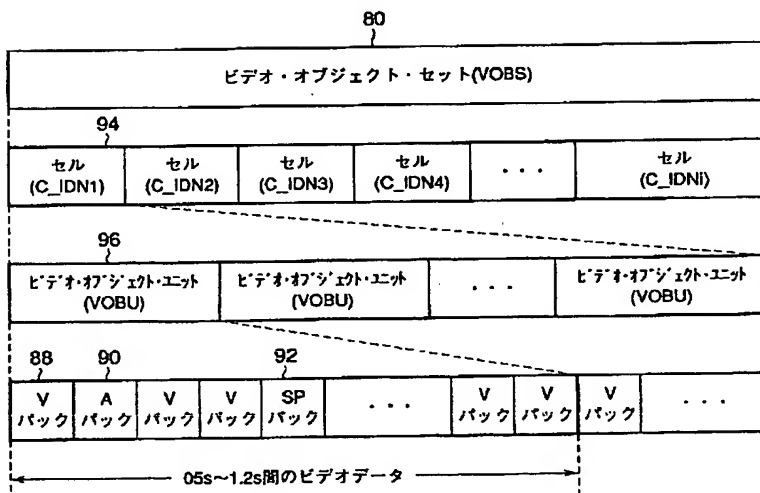 80
ビデオ・オブジェクト・セット(VOBS)
94
セル セル セル セル ... セル
(C_IDN1) (C_IDN2) (C_IDN3) (C_IDN4) (C_IDNi)
96
ビデオ・オブジェクト・ユニット ビデオ・オブジェクト・ユニット ... ビデオ・オブジェクト・ユニット
(VOBU) (VOBU) (VOBU)
88 90 92
V A V V SP ... V V V ...
パック パック パック パック パック パック パック パック
05s~1.2s間のビデオデータ